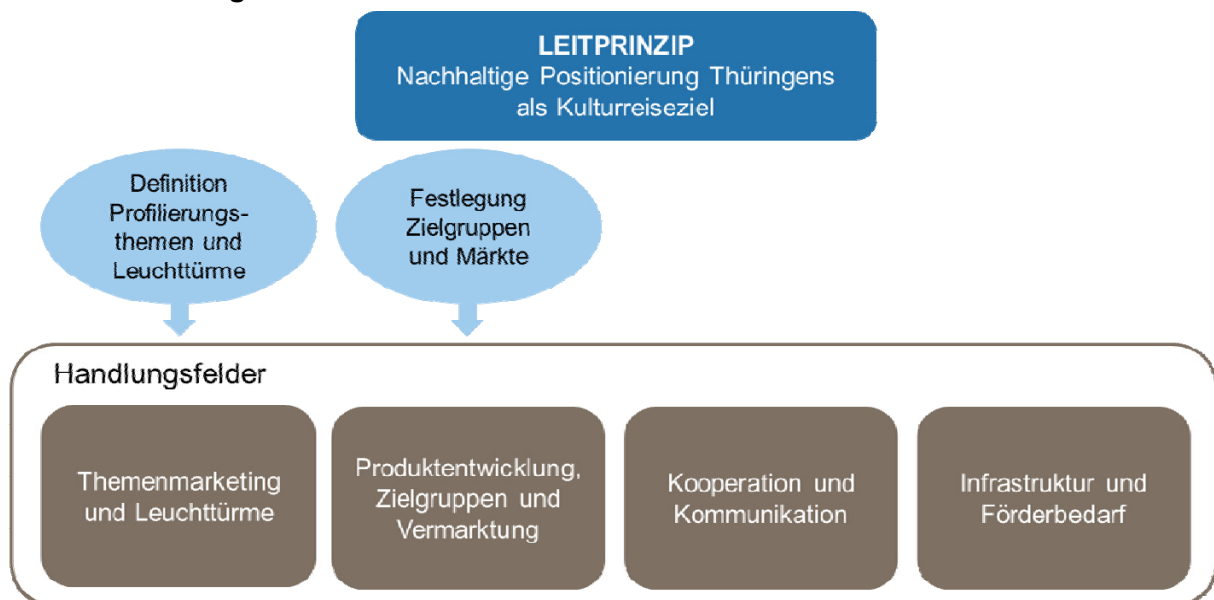 LEITPRINZIP
Nachhaltige Positionierung Thüringens
als Kulturreiseziel
Definition
Profilierungs-
themen und
Leuchttürme
Festlegung
Zielgruppen
und Märkte
Handlungsfelder
Themenmarketing
und Leuchttürme
Produktentwicklung,
Zielgruppen und
Vermarktung
Kooperation und
Kommunikation
Infrastruktur und
Förderbedarf